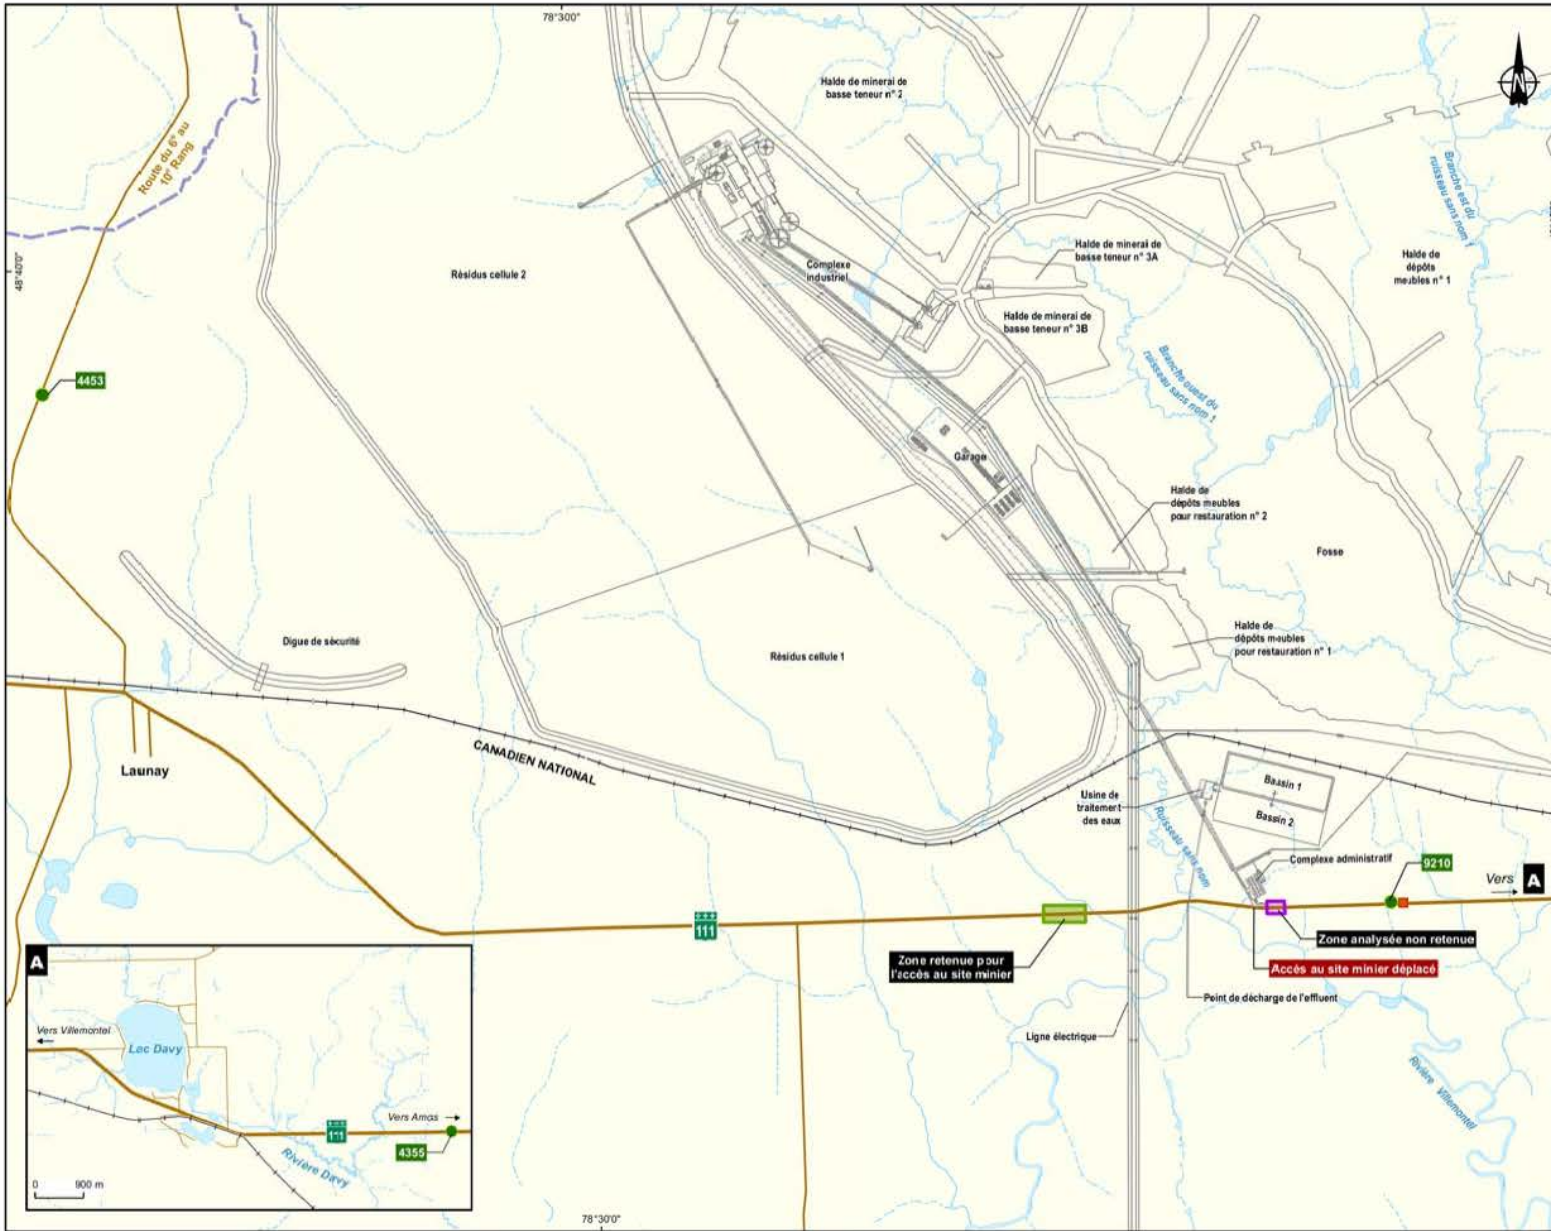 78°30'0"
N
Halde de minerai de
basse teneur n° 2
Route du 6e au
10e Rang
Branche est du
ruisseau sans nom 1
48°40'0"
Résidus cellule 2
Complexe
industriel
Halde de minerai de
basse teneur n° 3A
Halde de
dépôts
meubles n° 1
Halde de minerai de
basse teneur n° 3B
Branche ouest du
ruisseau sans nom 1
4453
Garage
Halde de
dépôts meubles
pour restauration n° 2
Fosse
Digue de sécurité
Résidus cellule 1
Halde de
dépôts meubles
pour restauration n° 1
CANADIEN NATIONAL
Launay
Usine de
traitement
des eaux
Bassin 1
Bassin 2
Ruisseau sans nom
Complexe administratif
9210
Vers
A
111
Zone retenue pour
l'accès au site minier
Zone analysée non retenue
Accès au site minier déplacé
Point de décharge de l'effluent
Ligne électrique
Rivière Villemontel
A
Vers Villemontel
Lac Davy
Vers Amos
111
4355
Rivière Davy
0 900 m
78°30'0"